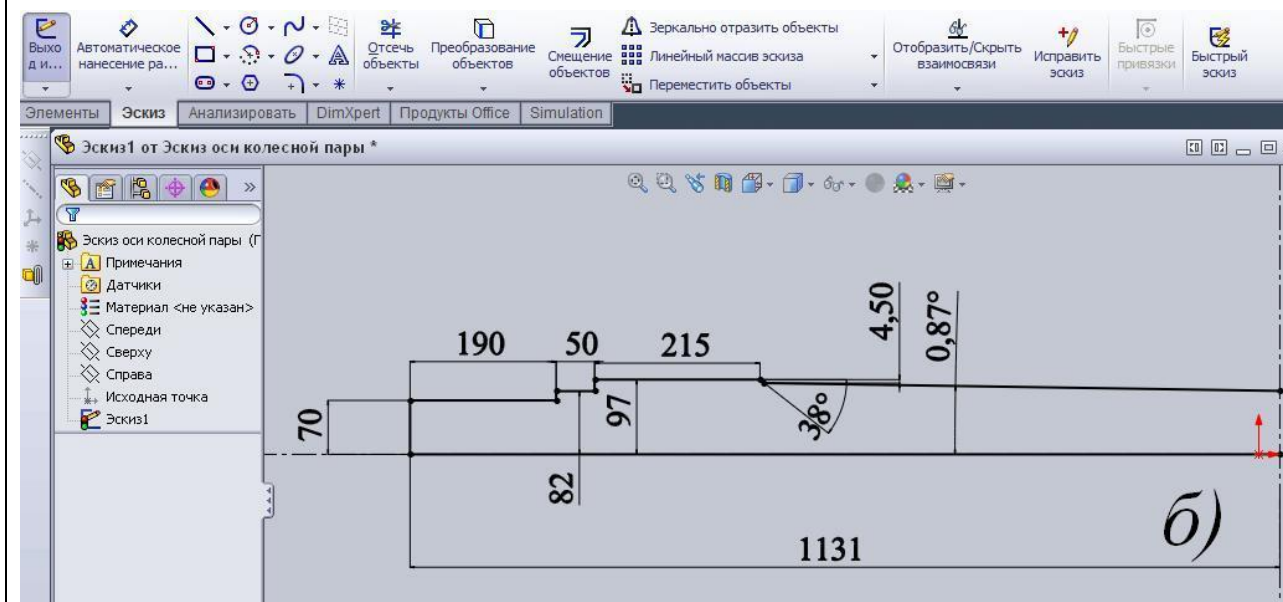 Выхо
д и...
Автоматическое
нанесение ра...
Отсечь
объекты
Преобразование
объектов
Смещение
объектов
Зеркально отразить объекты
Линейный массив эскиза
Переместить объекты
Отобразить/Скрыть
взаимосвязи
Исправить
эскиз
Быстрые
привязки
Быстрый
эскиз
Элементы Эскиз Анализировать DimXpert Продукты Office Simulation
Эскиз1 от Эскиз оси колесной пары *
Эскиз оси колесной пары (Г
Примечания
Датчики
Материал <не указан>
Спереди
Сверху
Справа
Исходная точка
Эскиз1
190 50 215
4,50
0,87°
70
97
38°
82
1131
б)